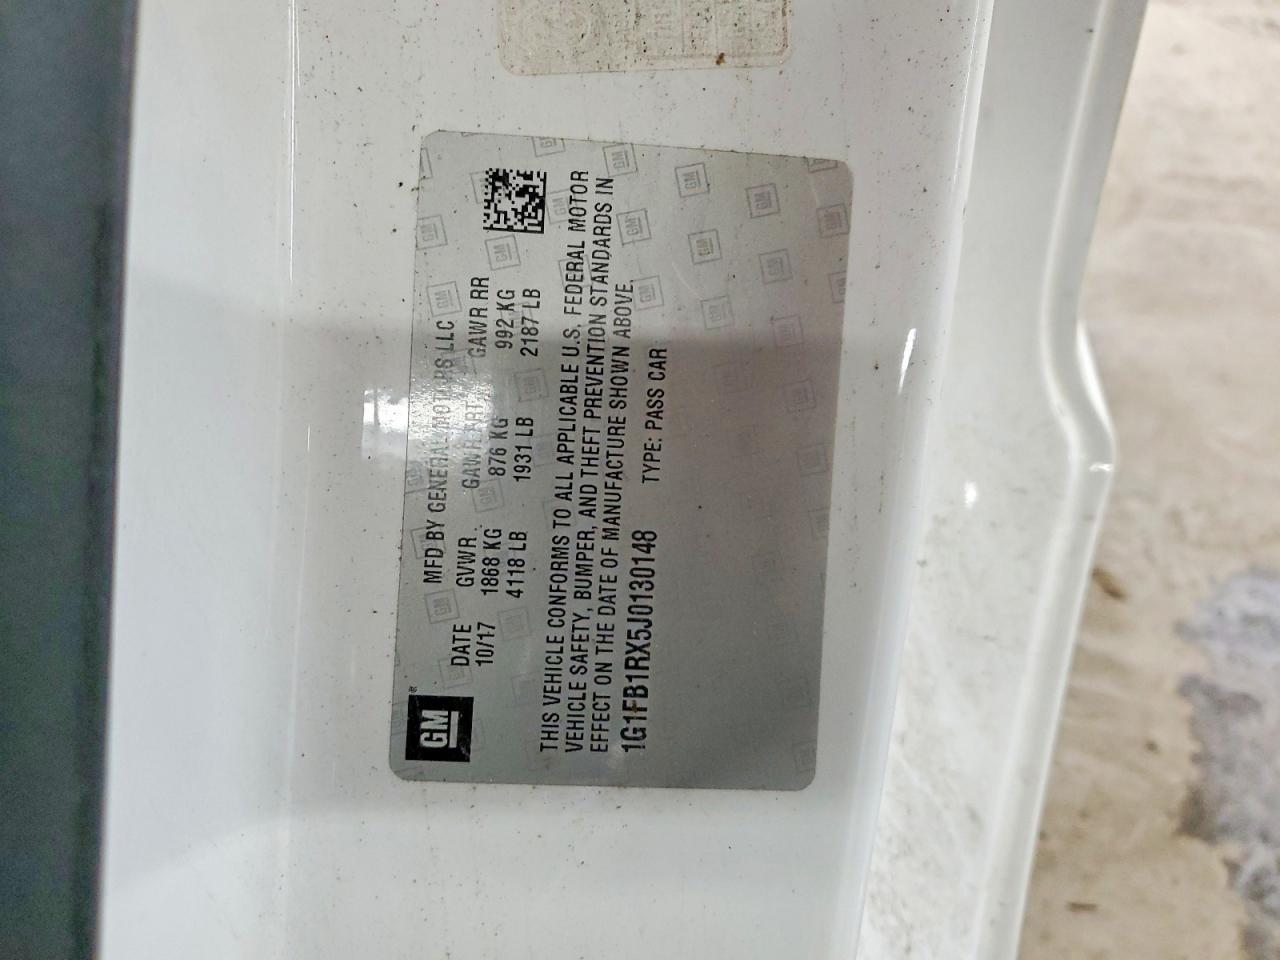 GM
MFD BY GENERAL MOTORS LLC
DATE GVWR GAWR FRT GAWR RR
10/17 1868 KG 876 KG 992 KG
4118 LB 1931 LB 2187 LB
THIS VEHICLE CONFORMS TO ALL APPLICABLE U.S. FEDERAL MOTOR
VEHICLE SAFETY, BUMPER, AND THEFT PREVENTION STANDARDS IN
EFFECT ON THE DATE OF MANUFACTURE SHOWN ABOVE.
1G1FB1RX5J0130148 TYPE: PASS CAR